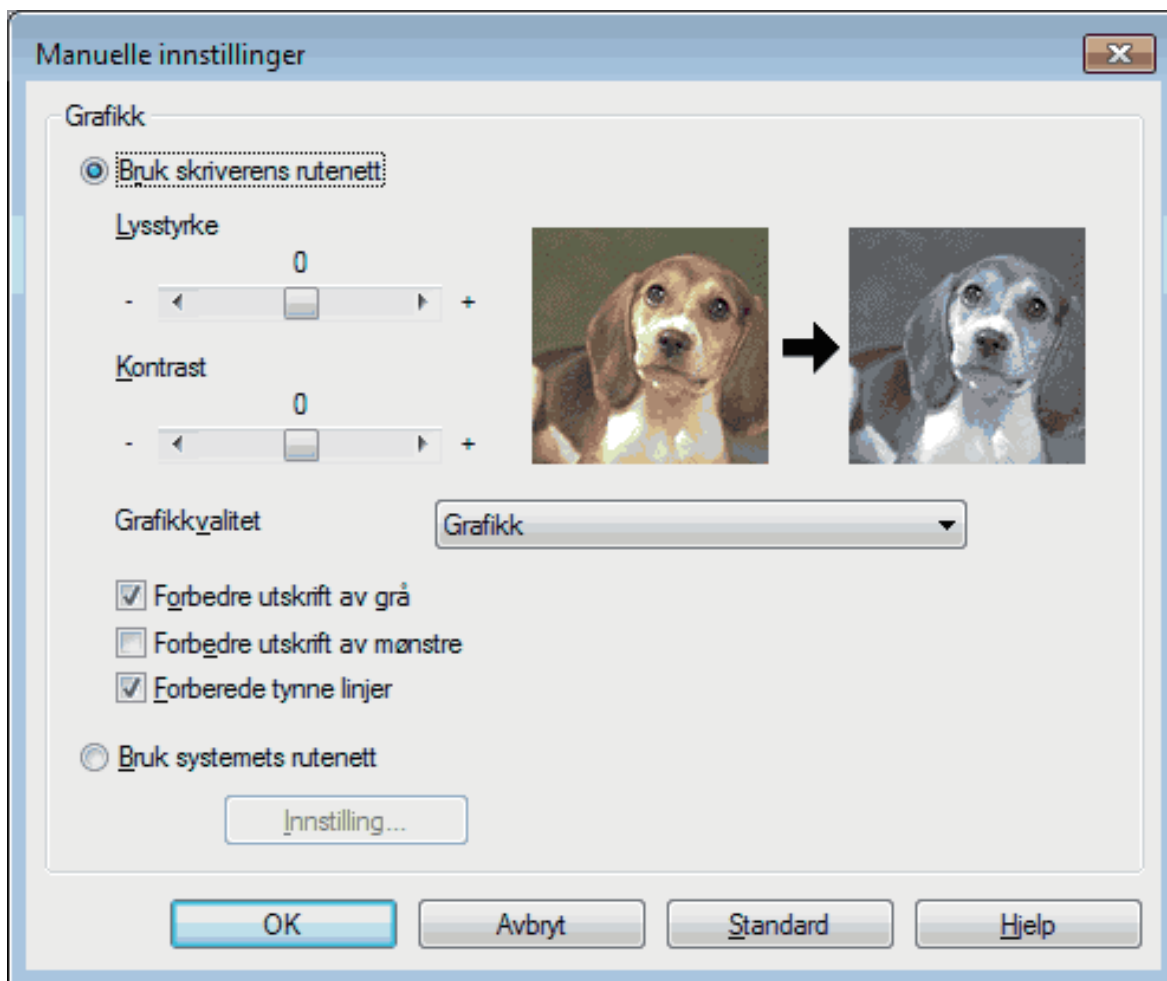 Manuelle innstillinger
Grafikk
Bruk skriverens rutenett
Lysstyrke
0
- +
Kontrast
0
- +
Grafikkvalitet Grafikk
Forbedre utskrift av grå
Forbedre utskrift av mønstre
Forberede tynne linjer
Bruk systemets rutenett
Innstilling...
OK Avbryt Standard Hjelp